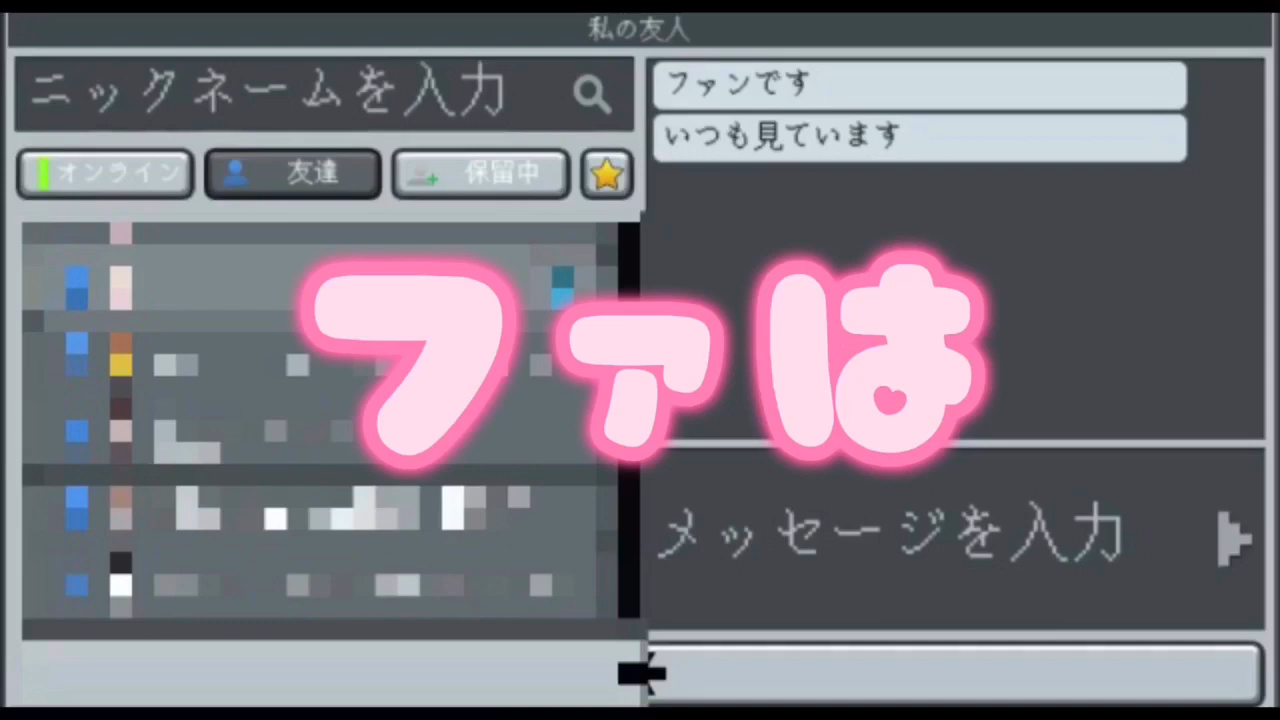 私の友人
ニックネームを入力
オンライン
友達
保留中
ファンです
いつも見ています
ファは
メッセージを入力